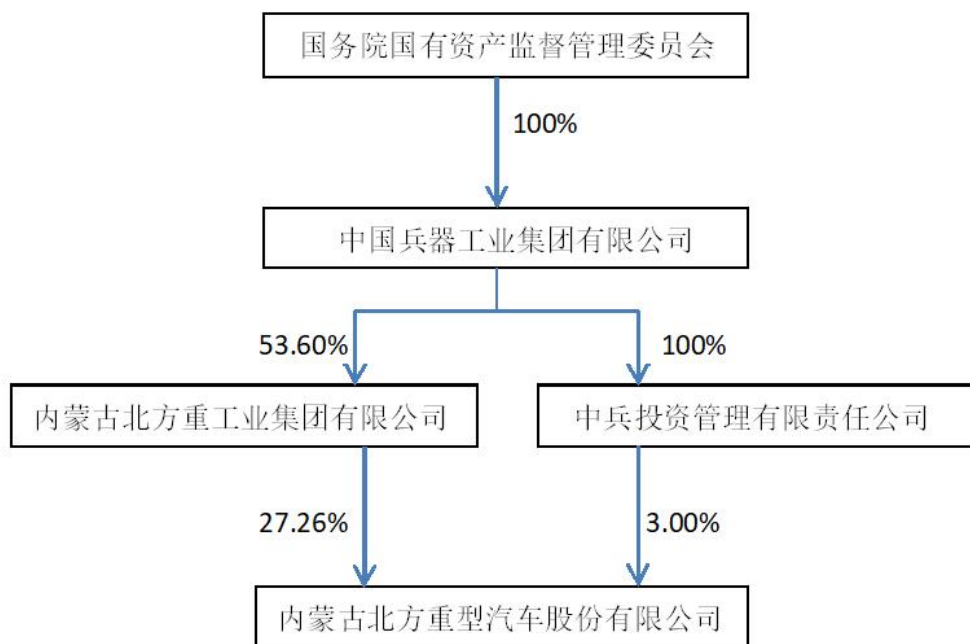 国务院国有资产监督管理委员会
100%
中国兵器工业集团有限公司
53.60%
100%
内蒙古北方重工业集团有限公司
中兵投资管理有限责任公司
27.26%
3.00%
内蒙古北方重型汽车股份有限公司